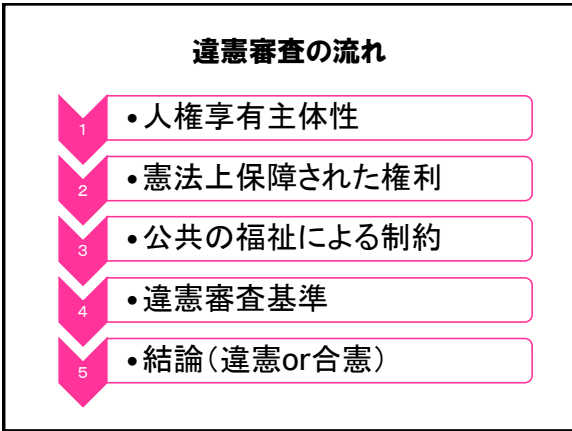 違憲審査の流れ
1
•人権享有主体性
2
•憲法上保障された権利
3
•公共の福祉による制約
4
•違憲審査基準
5
•結論（違憲or合憲）